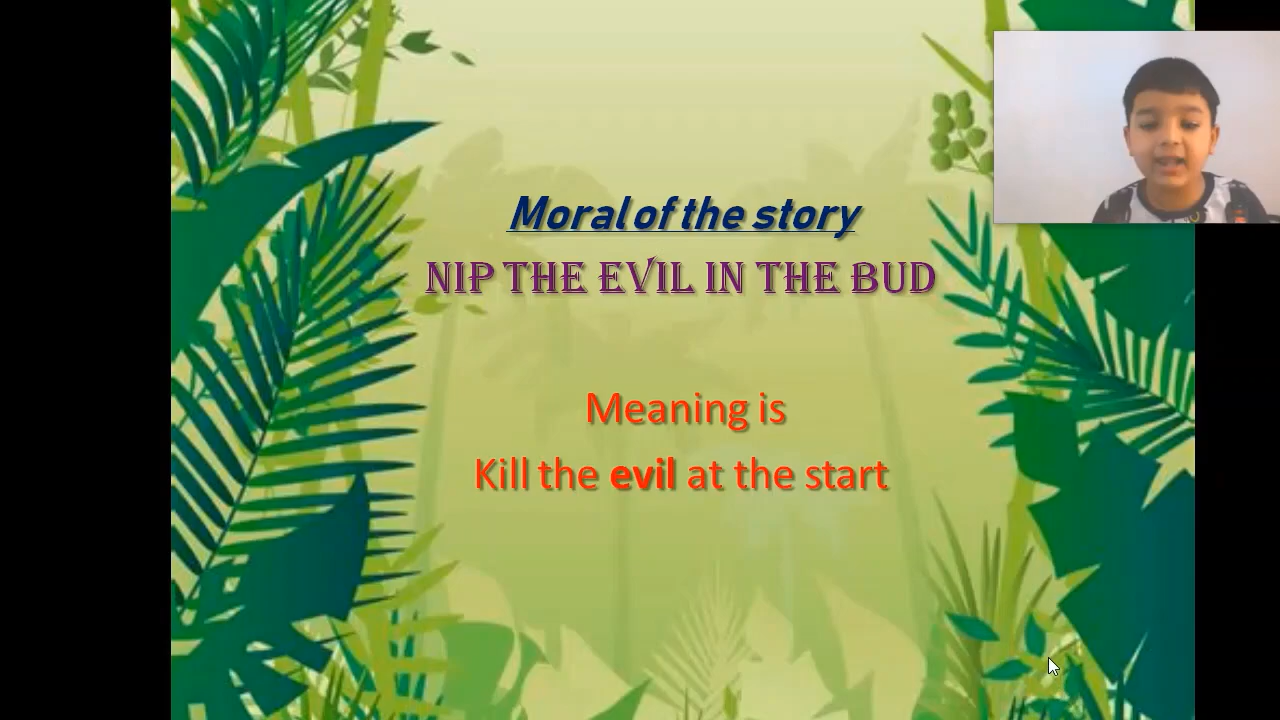 Moral of the story
NIP THE EVIL IN THE BUD
Meaning is
Kill the evil at the start